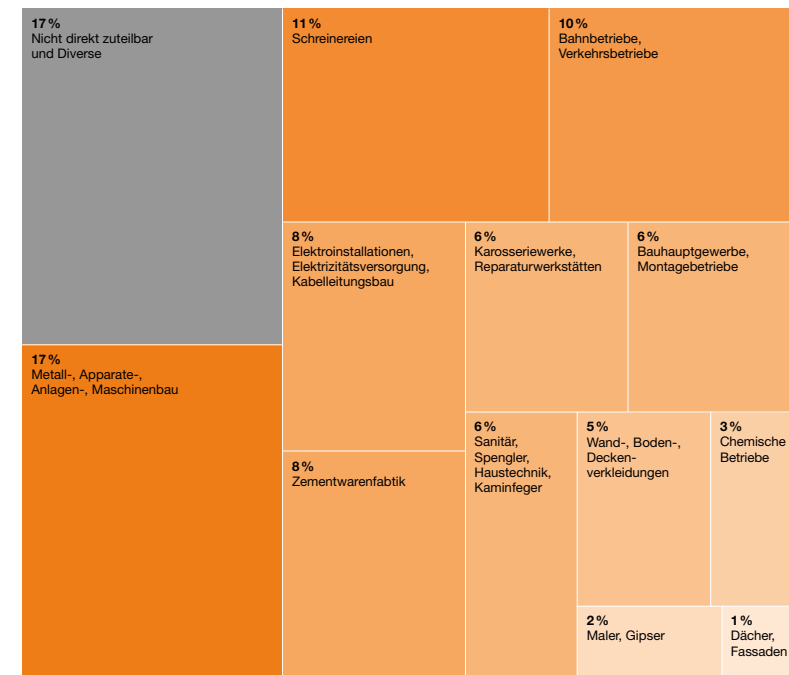 17 %
Nicht direkt zuteilbar
und Diverse
11 %
Schreinereien
10 %
Bahnbetriebe,
Verkehrsbetriebe
8 %
Elektroinstallationen,
Elektrizitätsversorgung,
Kabelleitungsbau
6 %
Karosseriewerke,
Reparaturwerkstätten
6 %
Bauhauptgewerbe,
Montagebetriebe
17 %
Metall-, Apparate-,
Anlagen-, Maschinenbau
8 %
Zementwarenfabtik
6 %
Sanitär,
Spengler,
Haustechnik,
Kaminfeger
5 %
Wand-, Boden-,
Decken-
verkleidungen
3 %
Chemische
Betriebe
2 %
Maler, Gipser
1 %
Dächer,
Fassaden